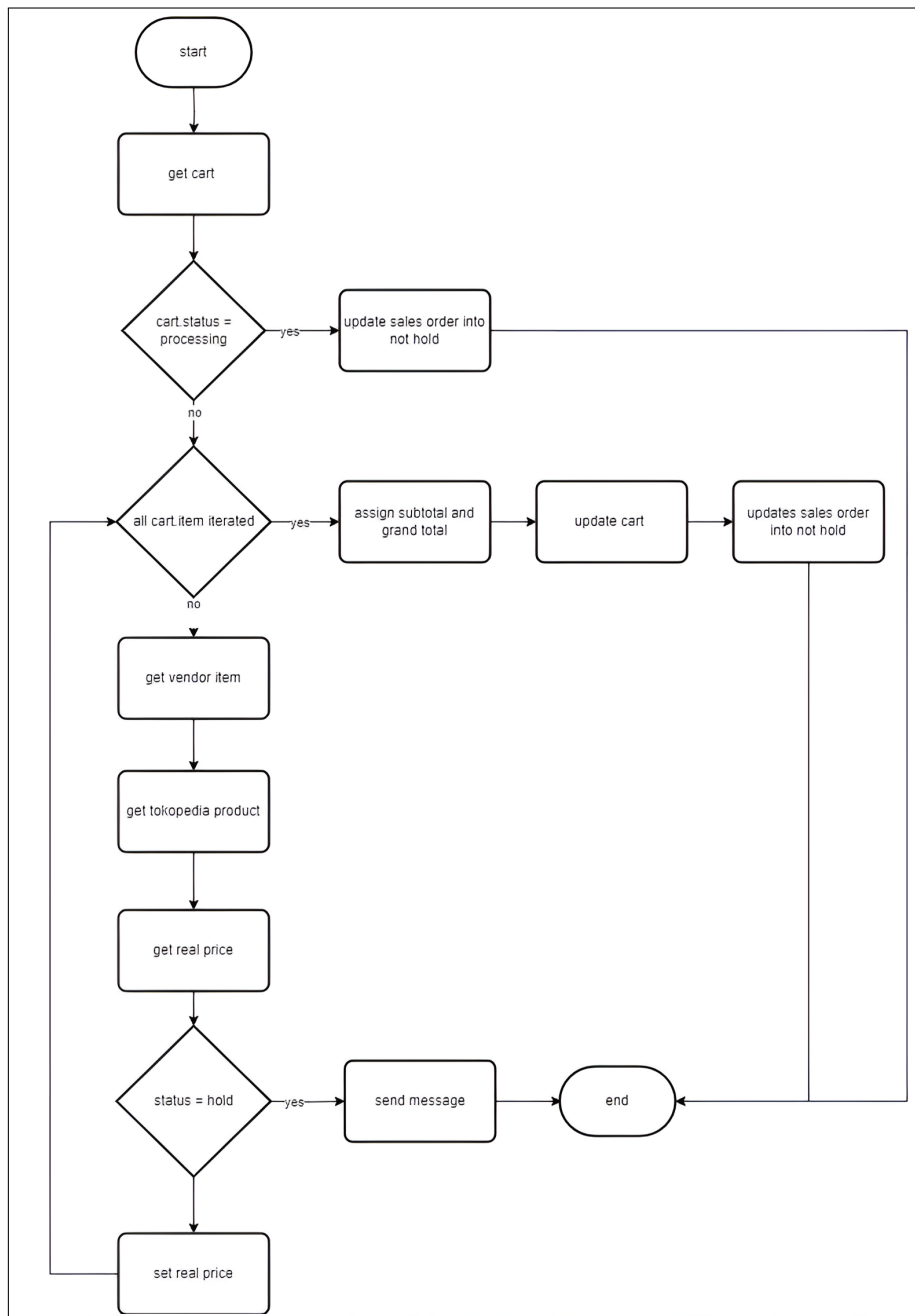 start
get cart
cart.status =
processing
yes
update sales order into
not hold
no
all cart.item iterated
yes
assign subtotal and
grand total
update cart
updates sales order
into not hold
no
get vendor item
get tokopedia product
get real price
status = hold
yes
send message
end
set real price